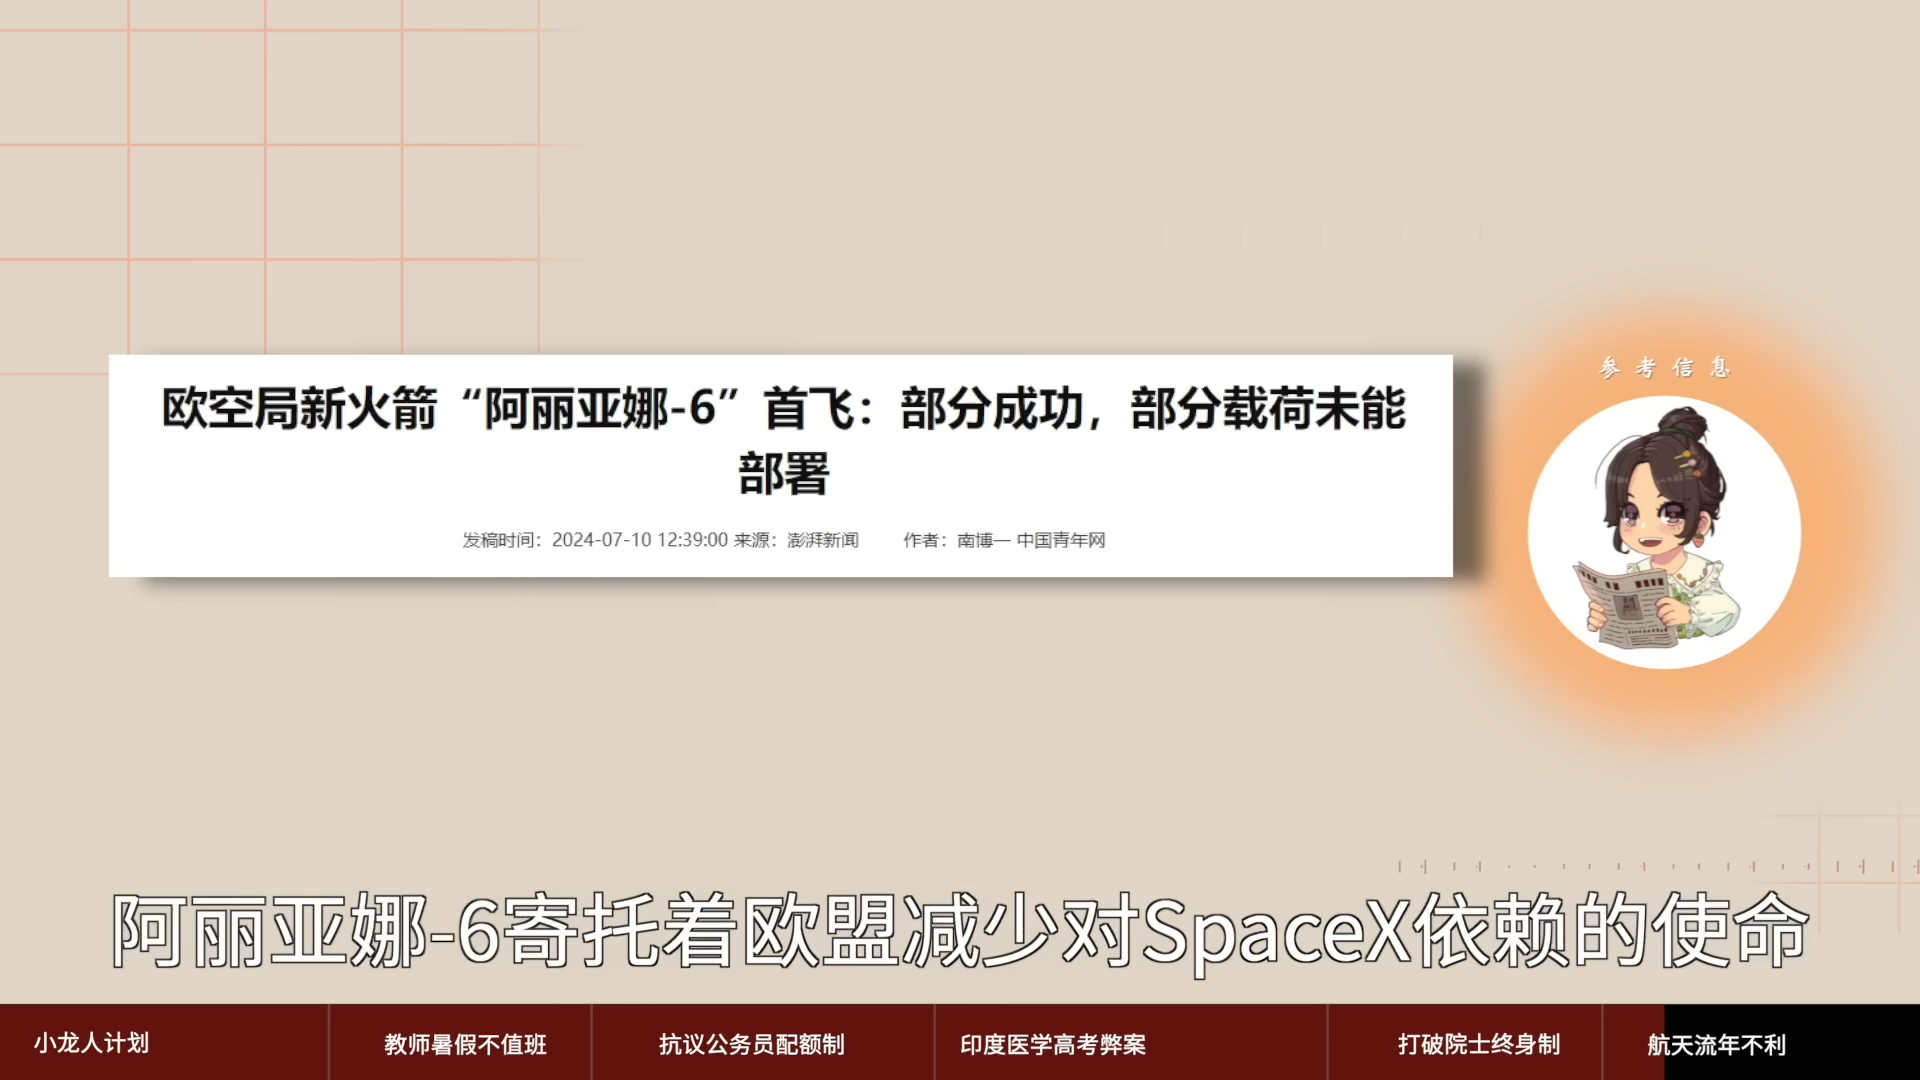 欧空局新火箭“阿丽亚娜-6”首飞：部分成功，部分载荷未能
部署
发稿时间：2024-07-10 12:39:00 来源：澎湃新闻 作者：南博一 中国青年网
参考信息
阿丽亚娜-6寄托着欧盟减少对SpaceX依赖的使命
小龙人计划
教师暑假不值班
抗议公务员配额制
印度医学高考弊案
打破院士终身制
航天流年不利